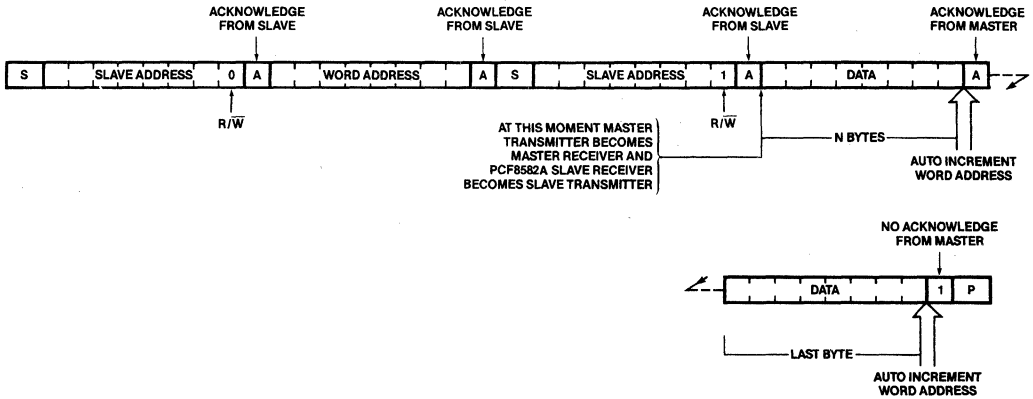 ACKNOWLEDGE
FROM SLAVE
ACKNOWLEDGE
FROM SLAVE
ACKNOWLEDGE
FROM SLAVE
ACKNOWLEDGE
FROM MASTER
S SLAVE ADDRESS 0 A WORD ADDRESS A S SLAVE ADDRESS 1 A DATA A
R/W̅
R/W̅
AT THIS MOMENT MASTER
TRANSMITTER BECOMES
MASTER RECEIVER AND
PCF8582A SLAVE RECEIVER
BECOMES SLAVE TRANSMITTER
N BYTES
AUTO INCREMENT
WORD ADDRESS
NO ACKNOWLEDGE
FROM MASTER
DATA 1 P
LAST BYTE
AUTO INCREMENT
WORD ADDRESS